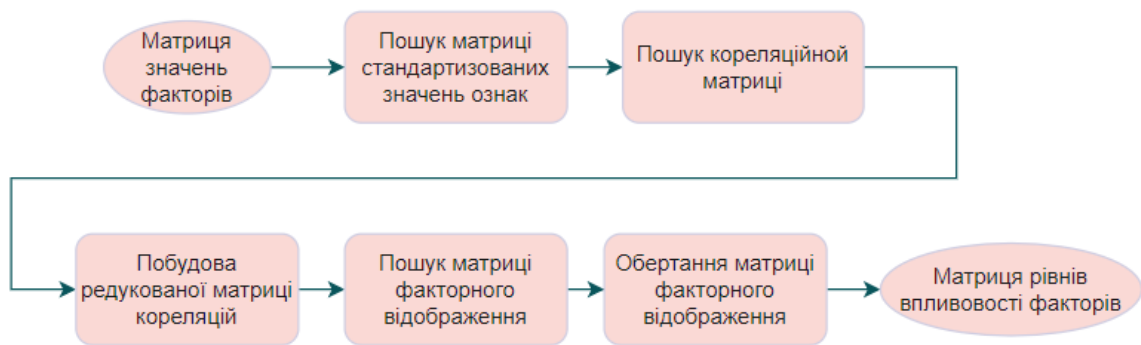 Матриця
значень
факторів
Пошук матриці
стандартизованих
значень ознак
Пошук кореляційной
матриці
Побудова
редукованої матриці
кореляцій
Пошук матриці
факторного
відображення
Обертання матриці
факторного
відображення
Матриця рівнів
впливовості факторів